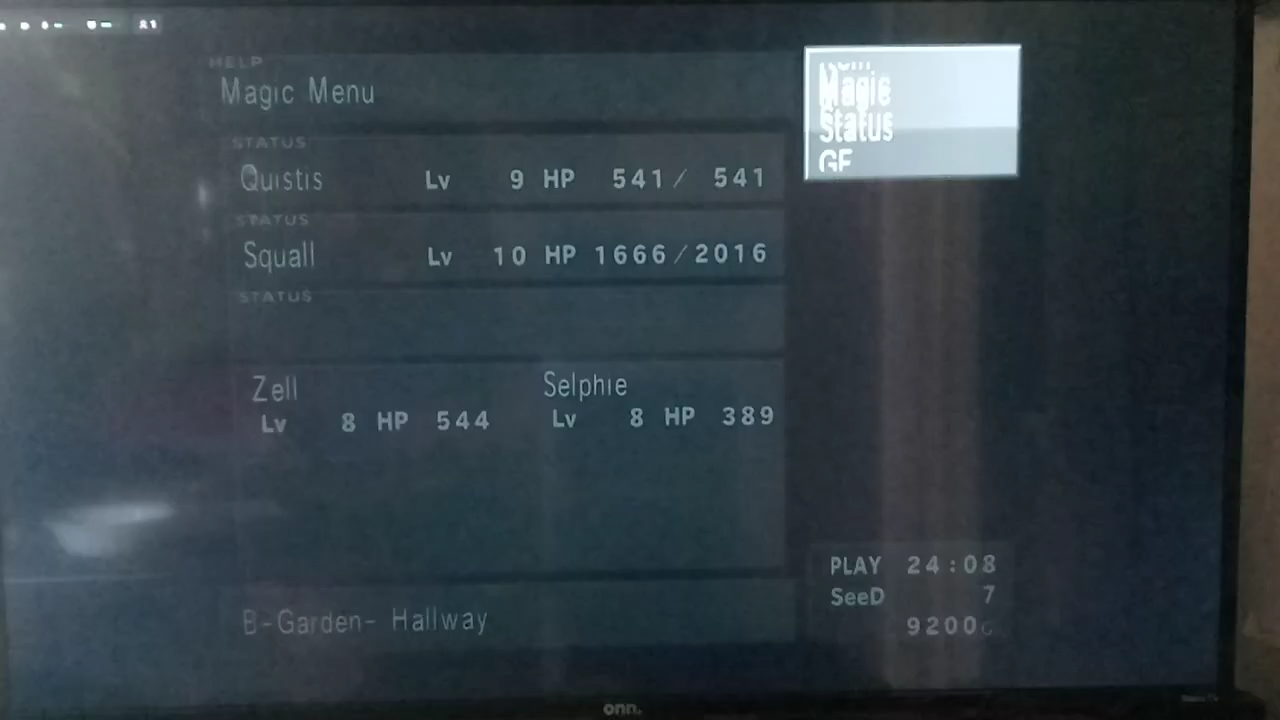 X1
HELP
Magic Menu
Magic
Status
GF
STATUS
Quistis Lv 9 HP 541/ 541
STATUS
Squall Lv 10 HP 1666/2016
STATUS
Zell
Lv 8 HP 544
Selphie
Lv 8 HP 389
PLAY 24:08
SeeD 7
9200G
B-Garden- Hallway
onn.